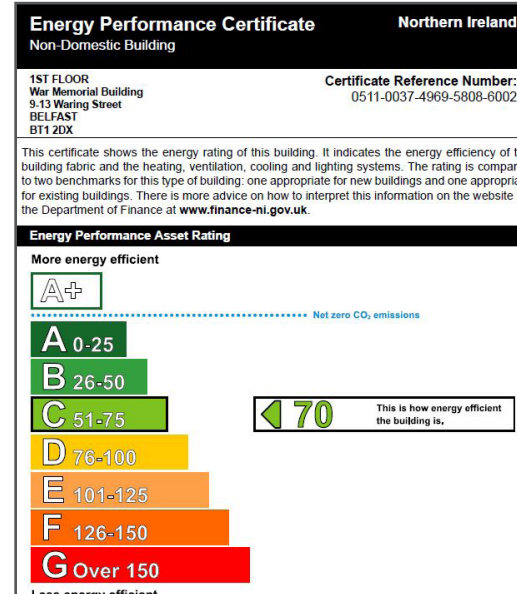 Energy Performance Certificate
Northern Ireland
Non-Domestic Building
1ST FLOOR
War Memorial Building
9-13 Waring Street
BELFAST
BT1 2DX
Certificate Reference Number:
0511-0037-4969-5808-6002
This certificate shows the energy rating of this building. It indicates the energy efficiency of
building fabric and the heating, ventilation, cooling and lighting systems. The rating is compar
to two benchmarks for this type of building: one appropriate for new buildings and one appropria
for existing buildings. There is more advice on how to interpret this information on the website
the Department of Finance at www.finance-ni.gov.uk.
Energy Performance Asset Rating
More energy efficient
A+
Net zero CO₂ emissions
A 0-25
B 26-50
C 51-75
70
This is how energy efficient
the building is.
D 76-100
E 101-125
F 126-150
G Over 150
Less energy efficient